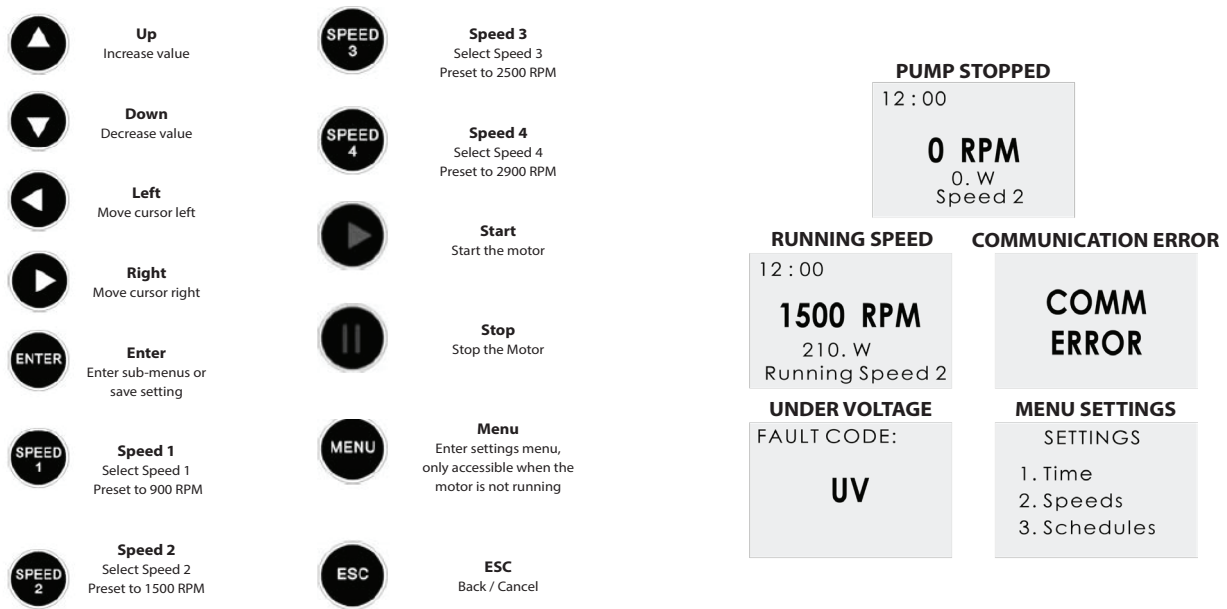 Up
Increase value
Down
Decrease value
Left
Move cursor left
Right
Move cursor right
ENTER
Enter
Enter sub-menus or
save setting
SPEED
1
Speed 1
Select Speed 1
Preset to 900 RPM
SPEED
2
Speed 2
Select Speed 2
Preset to 1500 RPM
SPEED
3
Speed 3
Select Speed 3
Preset to 2500 RPM
SPEED
4
Speed 4
Select Speed 4
Preset to 2900 RPM
Start
Start the motor
Stop
Stop the Motor
MENU
Menu
Enter settings menu,
only accessible when the
motor is not running
ESC
ESC
Back / Cancel
PUMP STOPPED
12 : 00
0 RPM
0. W
Speed 2
RUNNING SPEED
12 : 00
1500 RPM
210. W
Running Speed 2
COMMUNICATION ERROR
COMM
ERROR
UNDER VOLTAGE
FAULT CODE:
UV
MENU SETTINGS
SETTINGS
1. Time
2. Speeds
3. Schedules